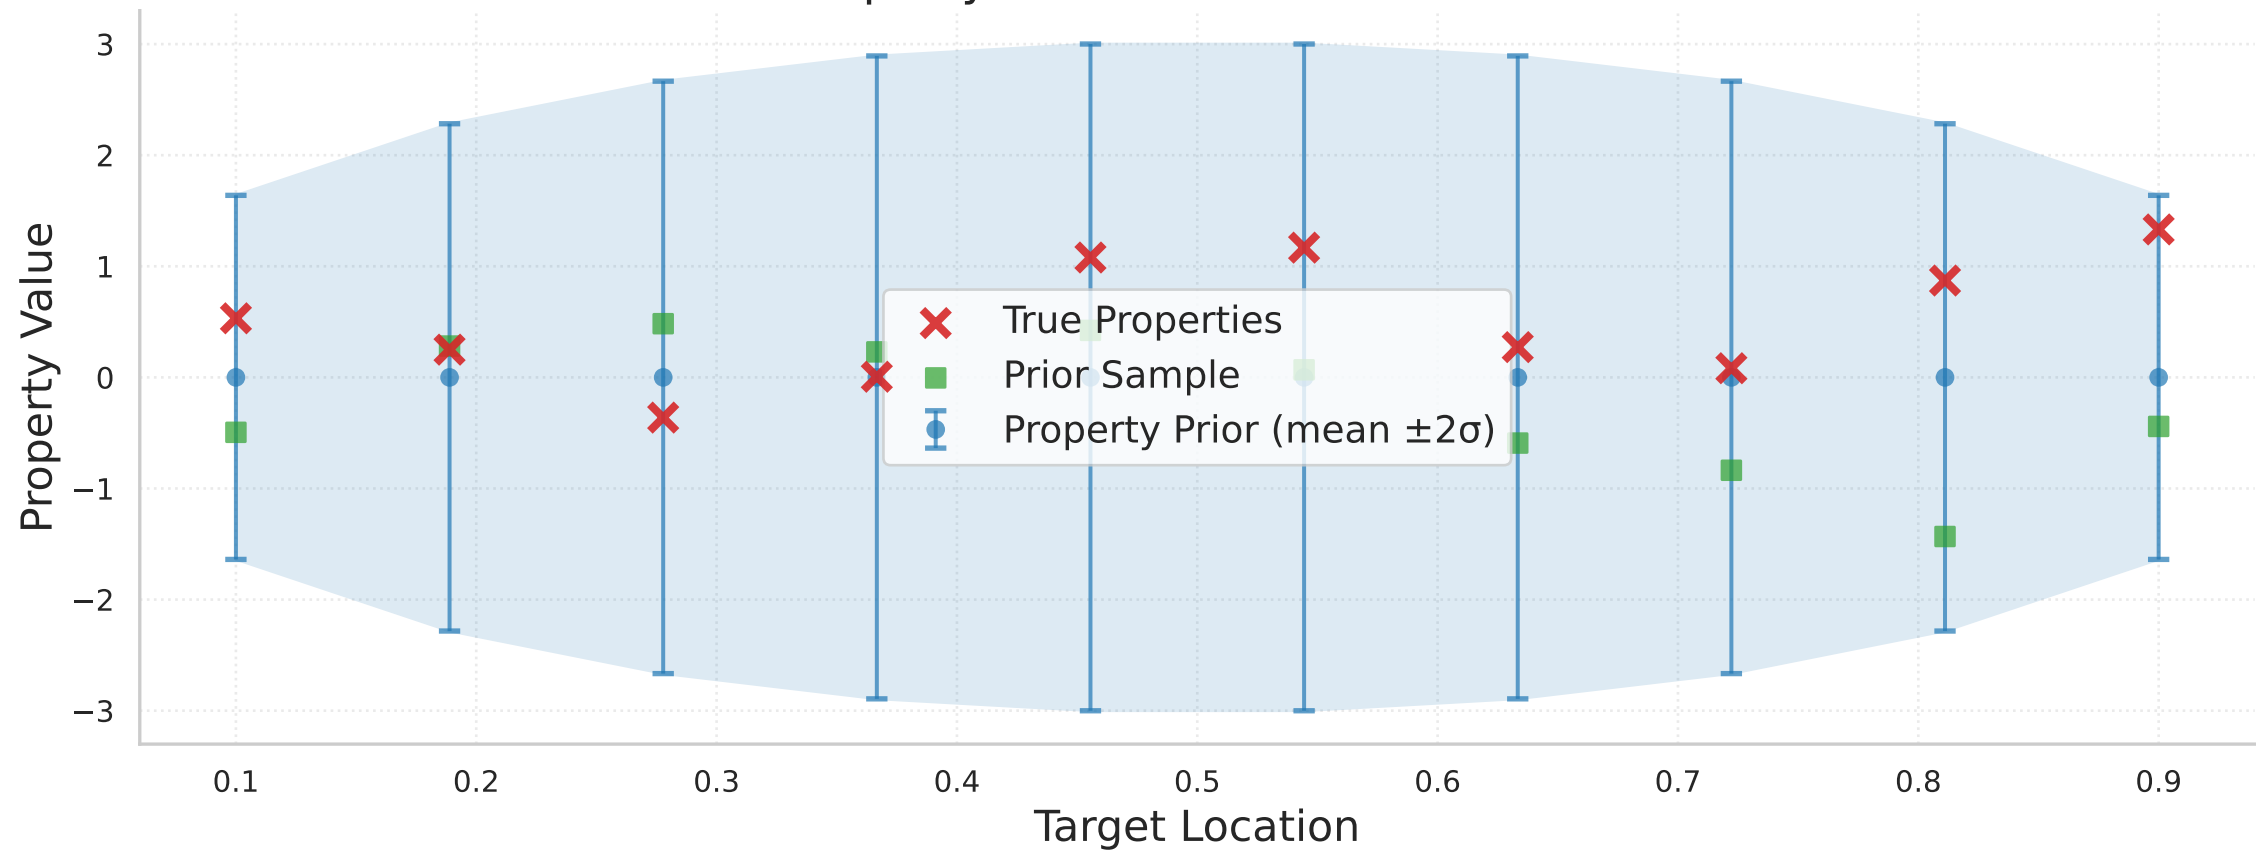 3
2
1
0
−1
−2
−3
Property Value
True Properties
Prior Sample
Property Prior (mean ±2σ)
0.1 0.2 0.3 0.4 0.5 0.6 0.7 0.8 0.9
Target Location